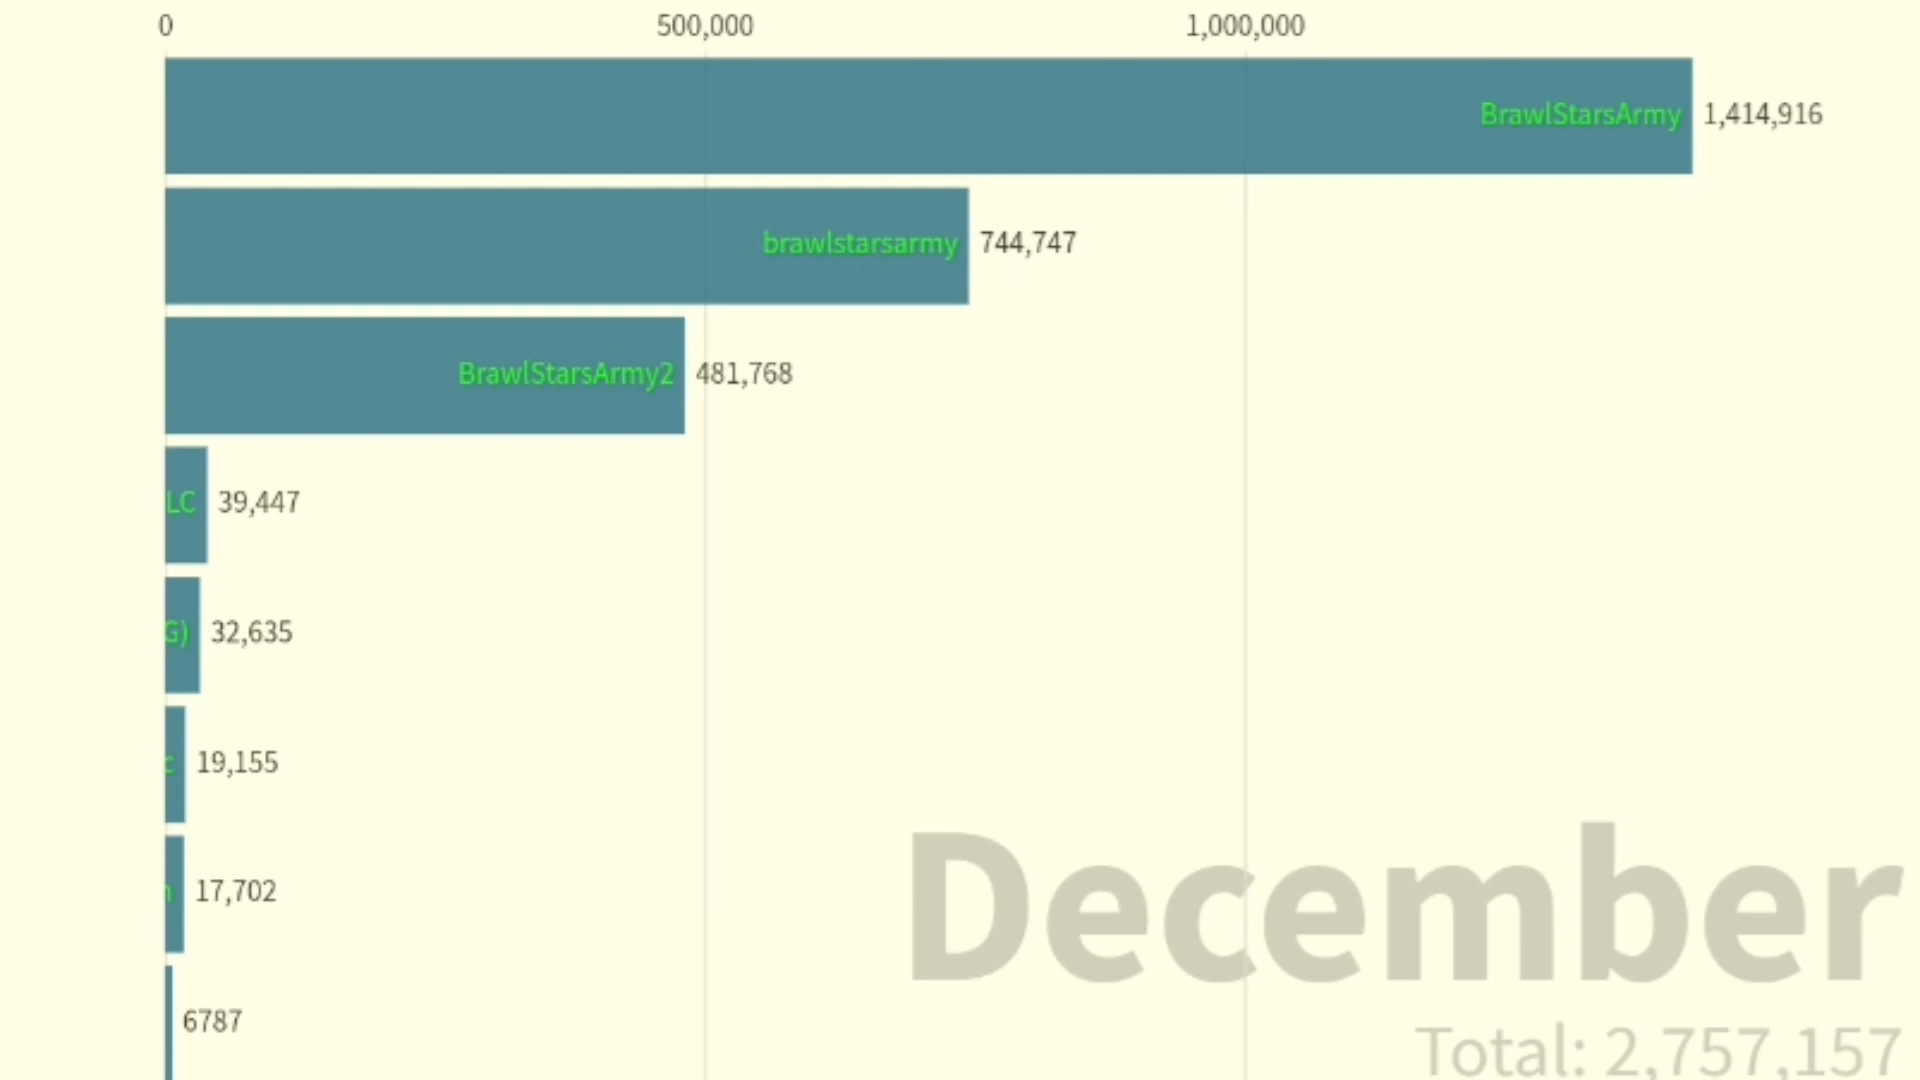 0 500,000 1,000,000
BrawlStarsArmy 1,414,916
brawlstarsarmy 744,747
BrawlStarsArmy2 481,768
LC 39,447
G) 32,635
c 19,155
17,702
December
6787
Total: 2,757,157